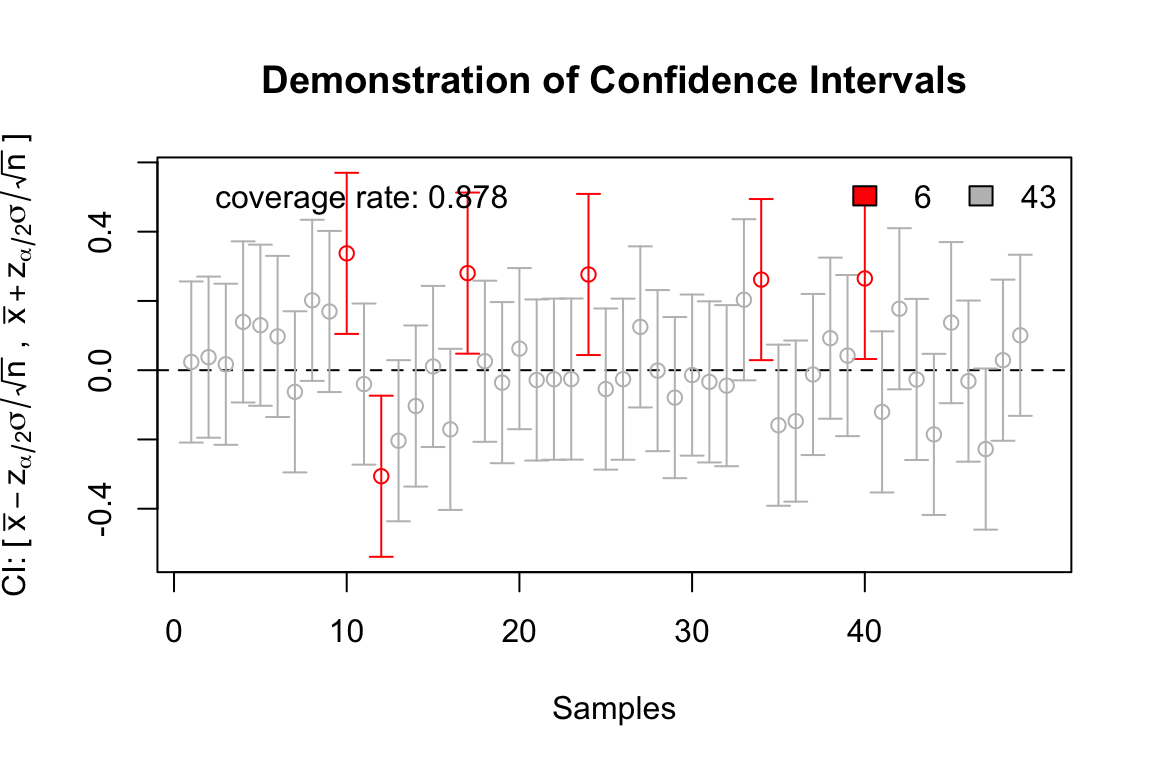 Demonstration of Confidence Intervals
CI: [ x̅ − zα/2σ/√n , x̅ + zα/2σ/√n ]
coverage rate: 0.878
6 43
0.4
0.0
-0.4
0 10 20 30 40
Samples